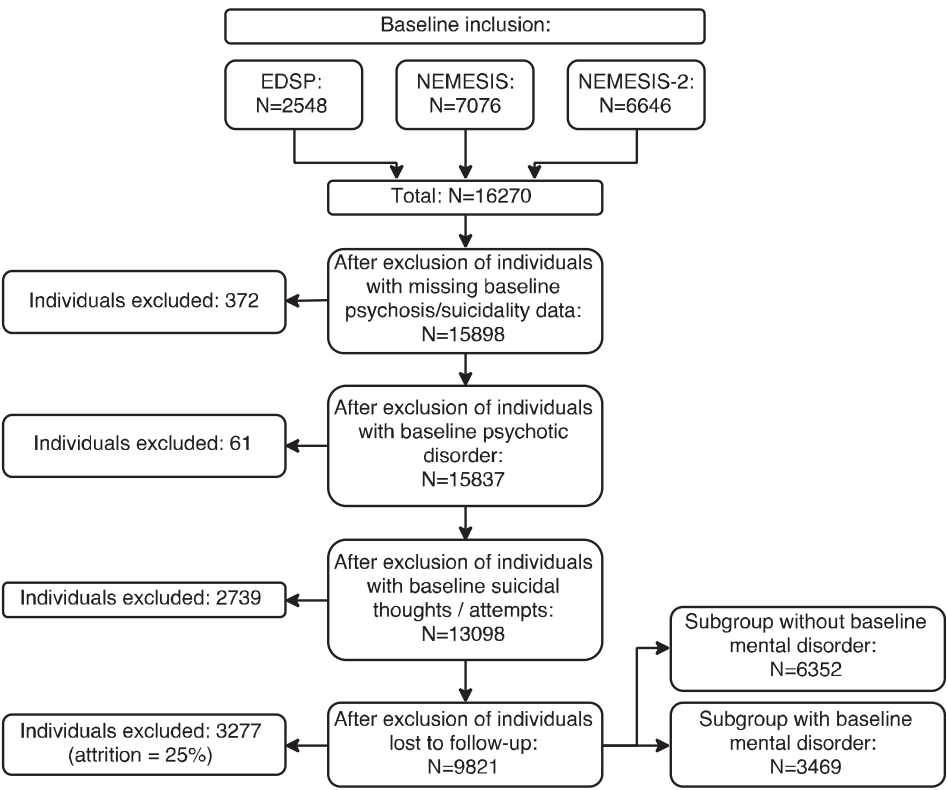 Baseline inclusion:
EDSP:
N=2548
NEMESIS:
N=7076
NEMESIS-2:
N=6646
Total: N=16270
After exclusion of individuals
with missing baseline
psychosis/suicidality data:
N=15898
Individuals excluded: 372
After exclusion of individuals
with baseline psychotic
disorder:
N=15837
Individuals excluded: 61
After exclusion of individuals
with baseline suicidal
thoughts / attempts:
N=13098
Individuals excluded: 2739
After exclusion of individuals
lost to follow-up:
N=9821
Individuals excluded: 3277
(attrition = 25%)
Subgroup without baseline
mental disorder:
N=6352
Subgroup with baseline
mental disorder:
N=3469